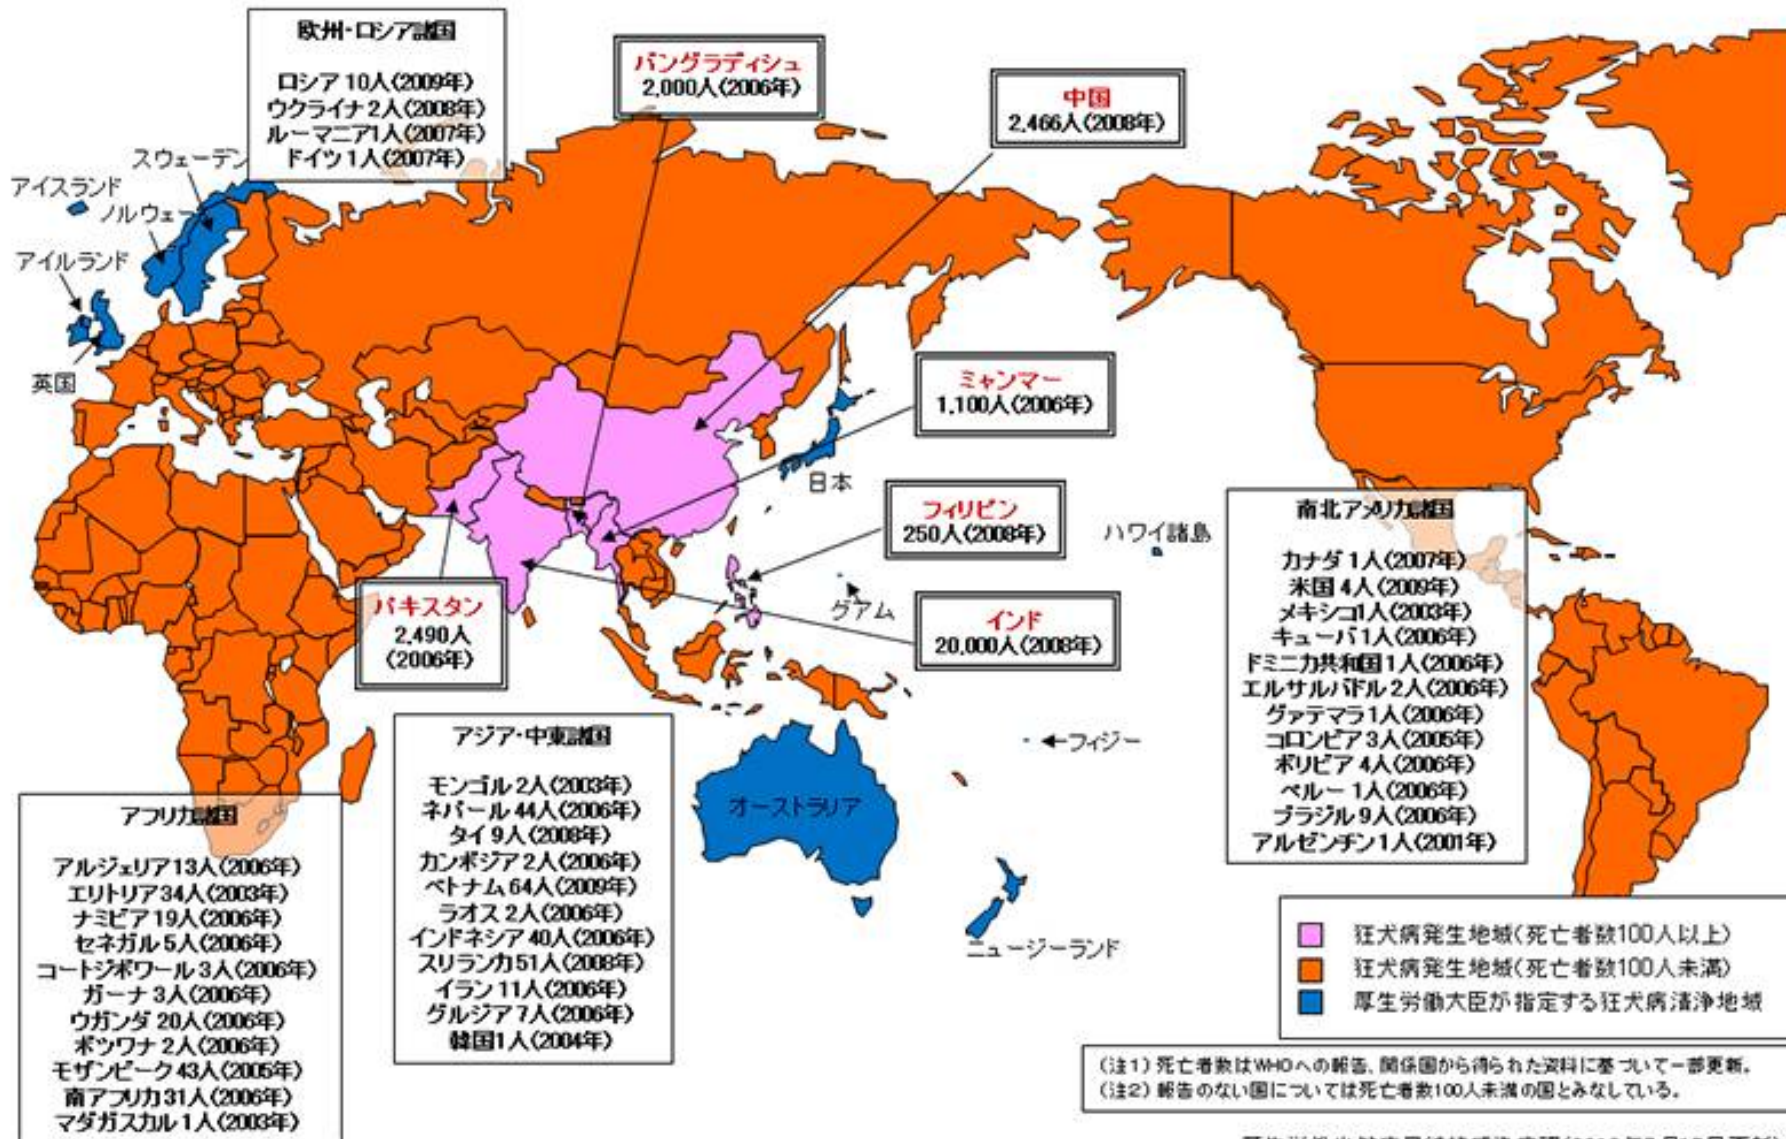 欧州・ロシア諸国
ロシア 10人(2009年)
ウクライナ 2人(2008年)
ルーマニア1人(2007年)
ドイツ 1人(2007年)
バングラディシュ
2,000人(2006年)
中国
2,466人(2008年)
スウェーデン
アイスランド
ノルウェー
アイルランド
英国
ミャンマー
1,100人(2006年)
日本
フィリピン
250人(2008年)
ハワイ諸島
グアム
パキスタン
2,490人
(2006年)
インド
20,000人(2008年)
フィジー
オーストラリア
ニュージーランド
南北アメリカ諸国
カナダ 1人(2007年)
米国 4人(2009年)
メキシコ1人(2003年)
キューバ 1人(2006年)
ドミニカ共和国 1人(2006年)
エルサルバドル 2人(2006年)
グァテマラ 1人(2006年)
コロンビア 3人(2005年)
ボリビア 4人(2006年)
ペルー 1人(2006年)
ブラジル 9人(2006年)
アルゼンチン 1人(2001年)
アジア・中東諸国
モンゴル 2人(2003年)
ネパール 44人(2006年)
タイ 9人(2008年)
カンボジア 2人(2006年)
ベトナム 64人(2009年)
ラオス 2人(2006年)
インドネシア 40人(2006年)
スリランカ 51人(2008年)
イラン 11人(2006年)
グルジア 7人(2006年)
韓国1人(2004年)
アフリカ諸国
アルジェリア 13人(2006年)
エリトリア 34人(2003年)
ナミビア 19人(2006年)
セネガル 5人(2006年)
コートジボワール 3人(2006年)
ガーナ 3人(2006年)
ウガンダ 20人(2006年)
ボツワナ 2人(2006年)
モザンビーク 43人(2005年)
南アフリカ 31人(2006年)
マダガスカル 1人(2003年)
狂犬病発生地域(死亡者数100人以上)
狂犬病発生地域(死亡者数100人未満)
厚生労働大臣が指定する狂犬病清浄地域
(注1) 死亡者数はWHOへの報告、関係国から得られた資料に基づいて一部更新。
(注2) 報告のない国については死亡者数100人未満の国とみなしている。